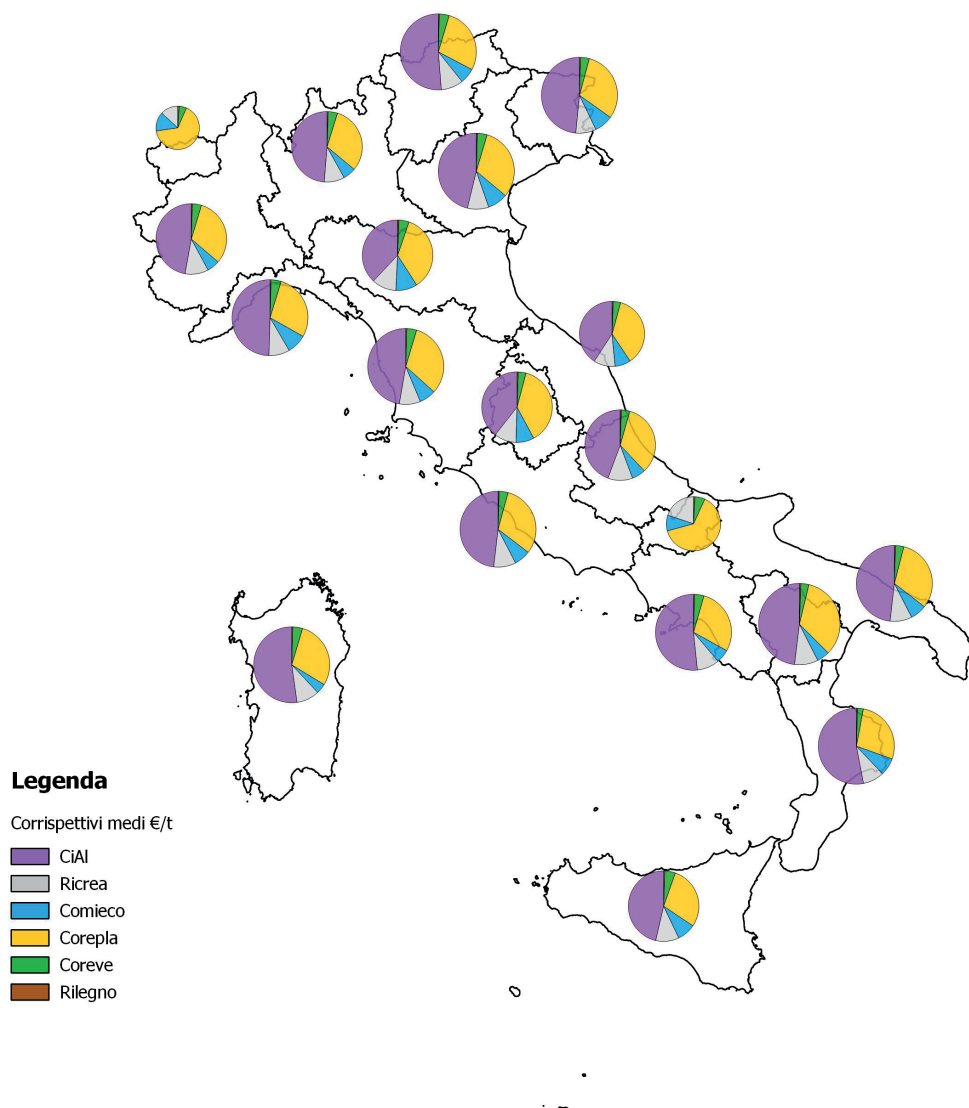 Legenda
Corrispettivi medi €/t
CiAl
Ricrea
Comieco
Corepla
Coreve
Rilegno